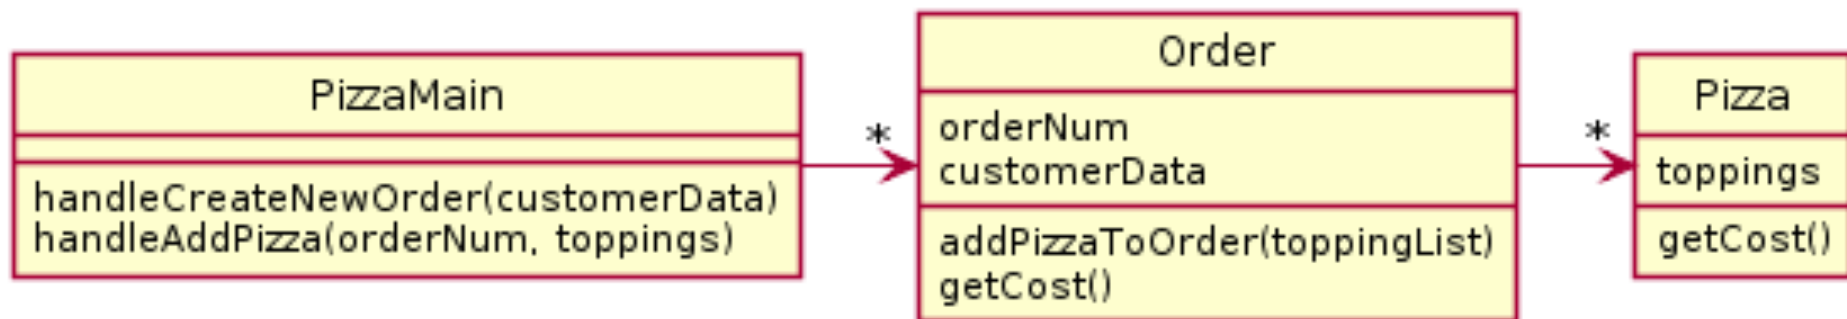 PizzaMain
handleCreateNewOrder(customerData)
handleAddPizza(orderNum, toppings)
*
Order
orderNum
customerData
addPizzaToOrder(toppingList)
getCost()
*
Pizza
toppings
getCost()